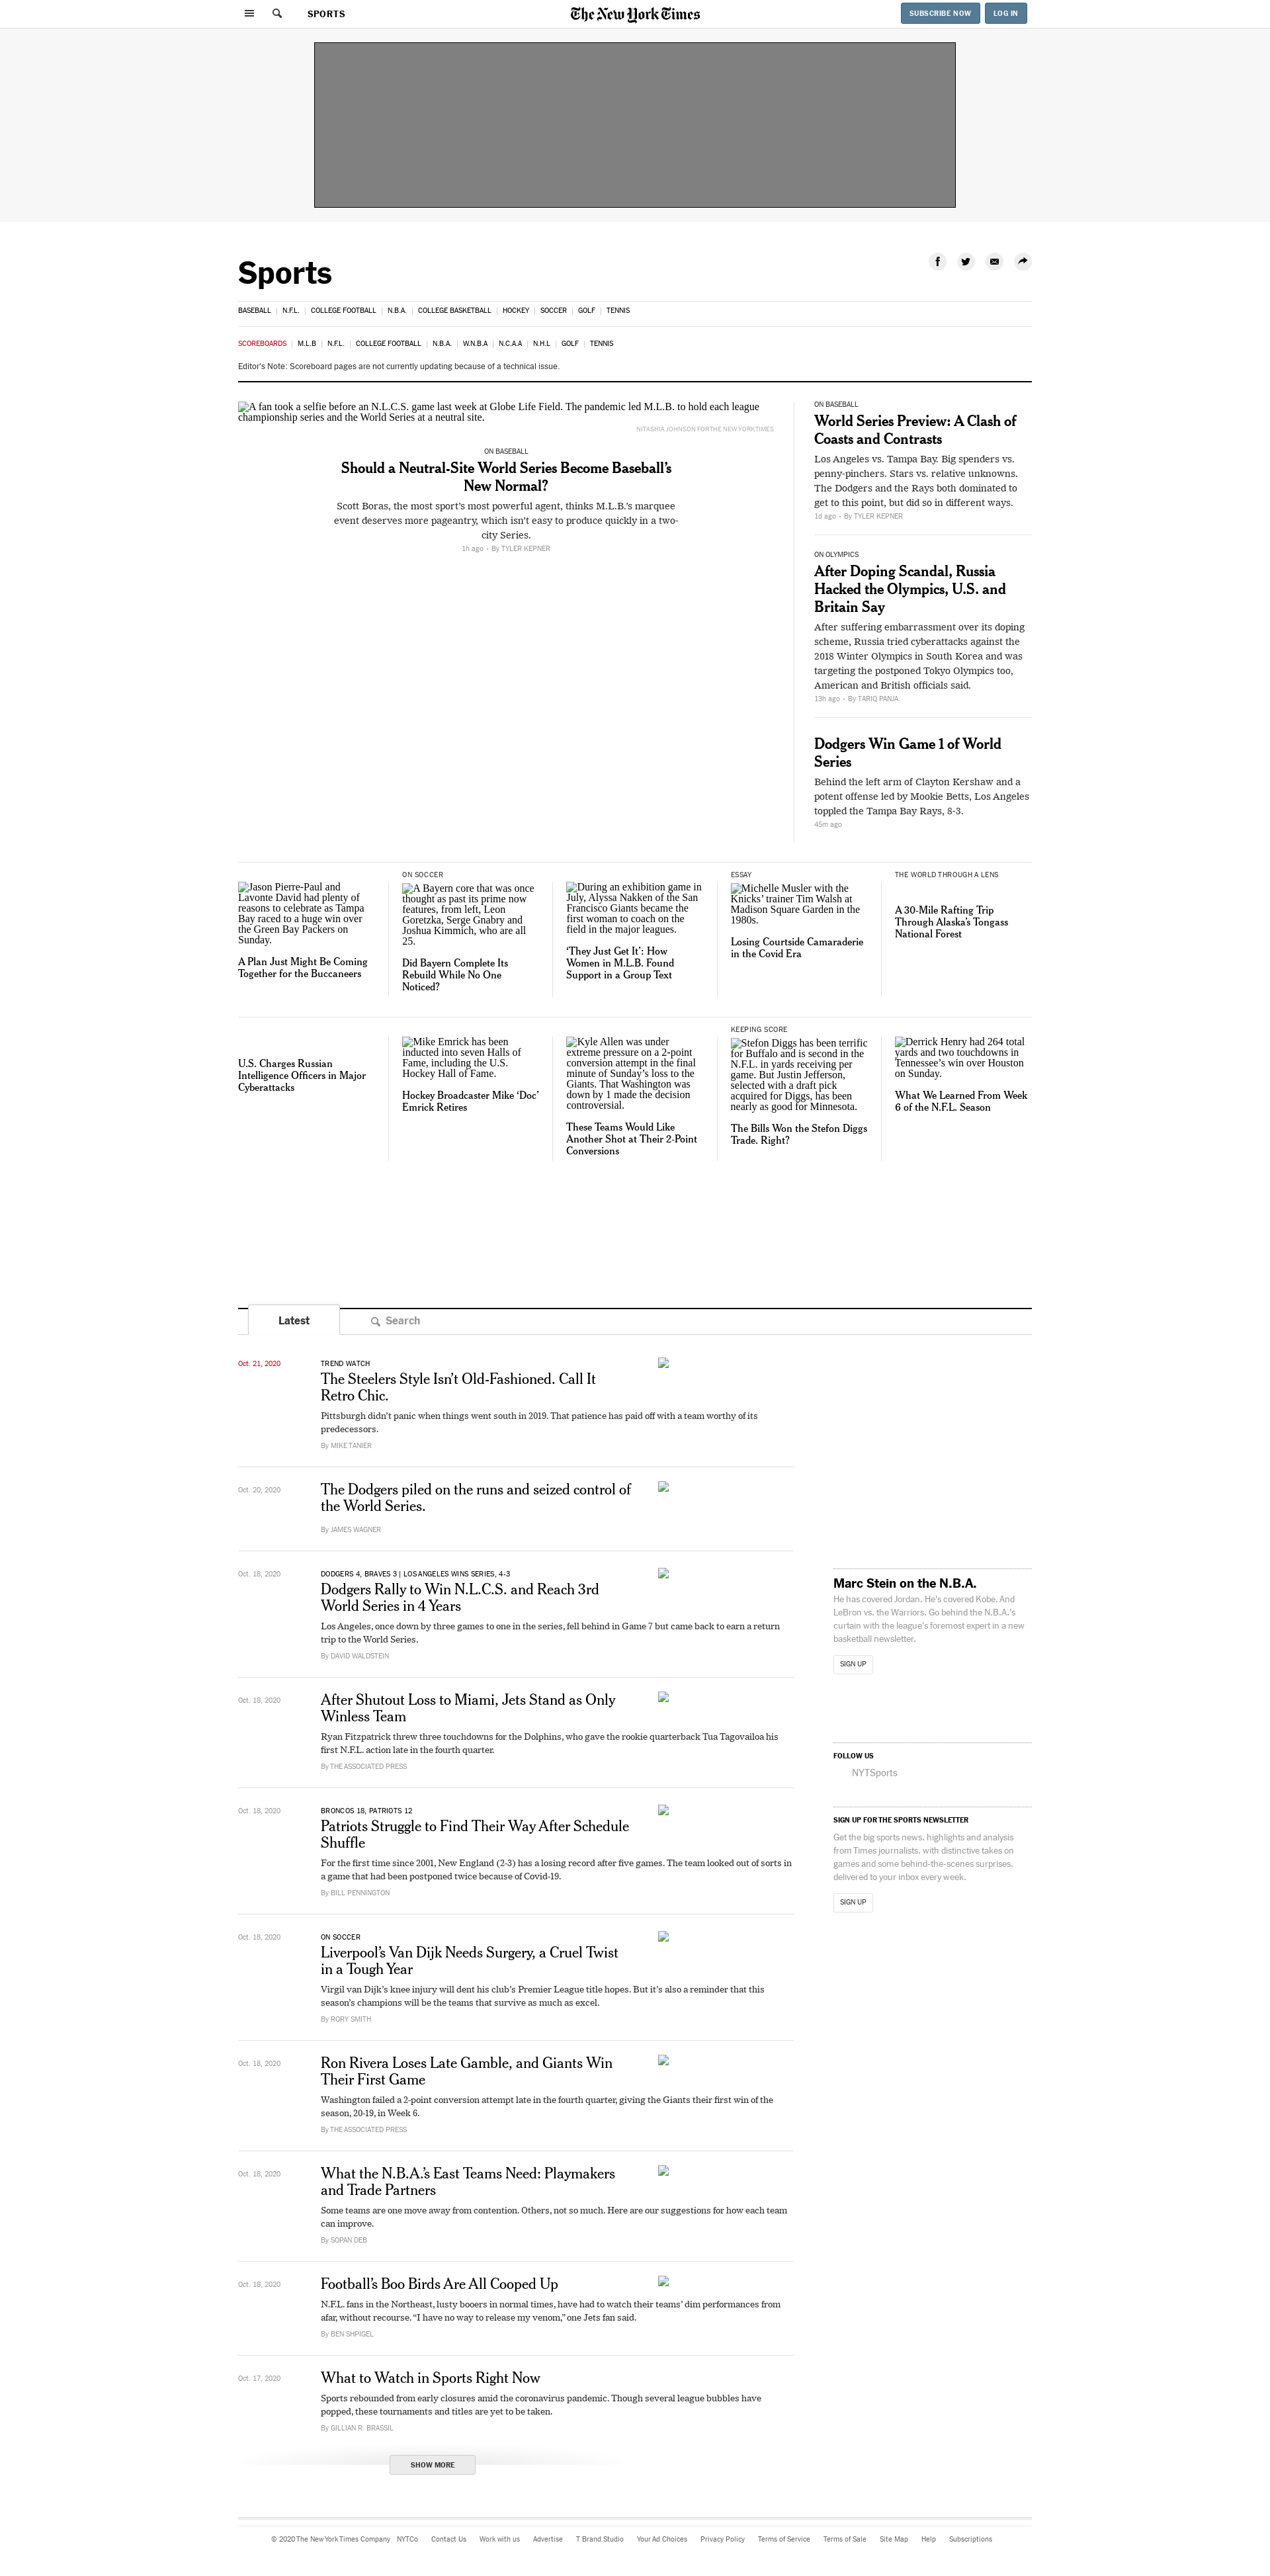 SPORTS
The New York Times
SUBSCRIBE NOW
LOG IN
Sports
BASEBALL | N.F.L. | COLLEGE FOOTBALL | N.B.A. | COLLEGE BASKETBALL | HOCKEY | SOCCER | GOLF | TENNIS
SCOREBOARDS | M.L.B | N.F.L. | COLLEGE FOOTBALL | N.B.A. | W.N.B.A | N.C.A.A | N.H.L | GOLF | TENNIS
Editor's Note: Scoreboard pages are not currently updating because of a technical issue.
A fan took a selfie before an N.L.C.S. game last week at Globe Life Field. The pandemic led M.L.B. to hold each league
championship series and the World Series at a neutral site.
NITASHIA JOHNSON FOR THE NEW YORK TIMES
ON BASEBALL
Should a Neutral-Site World Series Become Baseball's
New Normal?
Scott Boras, the most sport's most powerful agent, thinks M.L.B.'s marquee
event deserves more pageantry, which isn't easy to produce quickly in a two-
city Series.
1h ago • By TYLER KEPNER
ON BASEBALL
World Series Preview: A Clash of
Coasts and Contrasts
Los Angeles vs. Tampa Bay. Big spenders vs.
penny-pinchers. Stars vs. relative unknowns.
The Dodgers and the Rays both dominated to
get to this point, but did so in different ways.
1d ago • By TYLER KEPNER
ON OLYMPICS
After Doping Scandal, Russia
Hacked the Olympics, U.S. and
Britain Say
After suffering embarrassment over its doping
scheme, Russia tried cyberattacks against the
2018 Winter Olympics in South Korea and was
targeting the postponed Tokyo Olympics too,
American and British officials said.
13h ago • By TARIQ PANJA
Dodgers Win Game 1 of World
Series
Behind the left arm of Clayton Kershaw and a
potent offense led by Mookie Betts, Los Angeles
toppled the Tampa Bay Rays, 8-3.
45m ago
Jason Pierre-Paul and
Lavonte David had plenty of
reasons to celebrate as Tampa
Bay raced to a huge win over
the Green Bay Packers on
Sunday.
A Plan Just Might Be Coming
Together for the Buccaneers
ON SOCCER
A Bayern core that was once
thought as past its prime now
features, from left, Leon
Goretzka, Serge Gnabry and
Joshua Kimmich, who are all
25.
Did Bayern Complete Its
Rebuild While No One
Noticed?
During an exhibition game in
July, Alyssa Nakken of the San
Francisco Giants became the
first woman to coach on the
field in the major leagues.
'They Just Get It': How
Women in M.L.B. Found
Support in a Group Text
ESSAY
Michelle Musler with the
Knicks' trainer Tim Walsh at
Madison Square Garden in the
1980s.
Losing Courtside Camaraderie
in the Covid Era
THE WORLD THROUGH A LENS
A 30-Mile Rafting Trip
Through Alaska's Tongass
National Forest
U.S. Charges Russian
Intelligence Officers in Major
Cyberattacks
Mike Emrick has been
inducted into seven Halls of
Fame, including the U.S.
Hockey Hall of Fame.
Hockey Broadcaster Mike 'Doc'
Emrick Retires
Kyle Allen was under
extreme pressure on a 2-point
conversion attempt in the final
minute of Sunday's loss to the
Giants. That Washington was
down by 1 made the decision
controversial.
These Teams Would Like
Another Shot at Their 2-Point
Conversions
KEEPING SCORE
Stefon Diggs has been terrific
for Buffalo and is second in the
N.F.L. in yards receiving per
game. But Justin Jefferson,
selected with a draft pick
acquired for Diggs, has been
nearly as good for Minnesota.
The Bills Won the Stefon Diggs
Trade. Right?
Derrick Henry had 264 total
yards and two touchdowns in
Tennessee's win over Houston
on Sunday.
What We Learned From Week
6 of the N.F.L. Season
Latest
Search
Oct. 21, 2020
TREND WATCH
The Steelers Style Isn't Old-Fashioned. Call It
Retro Chic.
Pittsburgh didn't panic when things went south in 2019. That patience has paid off with a team worthy of its
predecessors.
By MIKE TANIER
Oct. 20, 2020
The Dodgers piled on the runs and seized control of
the World Series.
By JAMES WAGNER
Oct. 18, 2020
DODGERS 4, BRAVES 3 | LOS ANGELES WINS SERIES, 4-3
Dodgers Rally to Win N.L.C.S. and Reach 3rd
World Series in 4 Years
Los Angeles, once down by three games to one in the series, fell behind in Game 7 but came back to earn a return
trip to the World Series.
By DAVID WALDSTEIN
Oct. 18, 2020
After Shutout Loss to Miami, Jets Stand as Only
Winless Team
Ryan Fitzpatrick threw three touchdowns for the Dolphins, who gave the rookie quarterback Tua Tagovailoa his
first N.F.L. action late in the fourth quarter.
By THE ASSOCIATED PRESS
Oct. 18, 2020
BRONCOS 18, PATRIOTS 12
Patriots Struggle to Find Their Way After Schedule
Shuffle
For the first time since 2001, New England (2-3) has a losing record after five games. The team looked out of sorts in
a game that had been postponed twice because of Covid-19.
By BILL PENNINGTON
Oct. 18, 2020
ON SOCCER
Liverpool's Van Dijk Needs Surgery, a Cruel Twist
in a Tough Year
Virgil van Dijk's knee injury will dent his club's Premier League title hopes. But it's also a reminder that this
season's champions will be the teams that survive as much as excel.
By RORY SMITH
Oct. 18, 2020
Ron Rivera Loses Late Gamble, and Giants Win
Their First Game
Washington failed a 2-point conversion attempt late in the fourth quarter, giving the Giants their first win of the
season, 20-19, in Week 6.
By THE ASSOCIATED PRESS
Oct. 18, 2020
What the N.B.A.'s East Teams Need: Playmakers
and Trade Partners
Some teams are one move away from contention. Others, not so much. Here are our suggestions for how each team
can improve.
By SOPAN DEB
Oct. 18, 2020
Football's Boo Birds Are All Cooped Up
N.F.L. fans in the Northeast, lusty booers in normal times, have had to watch their teams' dim performances from
afar, without recourse. “I have no way to release my venom,” one Jets fan said.
By BEN SHPIGEL
Oct. 17, 2020
What to Watch in Sports Right Now
Sports rebounded from early closures amid the coronavirus pandemic. Though several league bubbles have
popped, these tournaments and titles are yet to be taken.
By GILLIAN R. BRASSIL
SHOW MORE
Marc Stein on the N.B.A.
He has covered Jordan. He's covered Kobe. And
LeBron vs. the Warriors. Go behind the N.B.A.'s
curtain with the league's foremost expert in a new
basketball newsletter.
SIGN UP
FOLLOW US
NYTSports
SIGN UP FOR THE SPORTS NEWSLETTER
Get the big sports news, highlights and analysis
from Times journalists, with distinctive takes on
games and some behind-the-scenes surprises,
delivered to your inbox every week.
SIGN UP
© 2020 The New York Times Company NYTCo Contact Us Work with us Advertise T Brand Studio Your Ad Choices Privacy Policy Terms of Service Terms of Sale Site Map Help Subscriptions